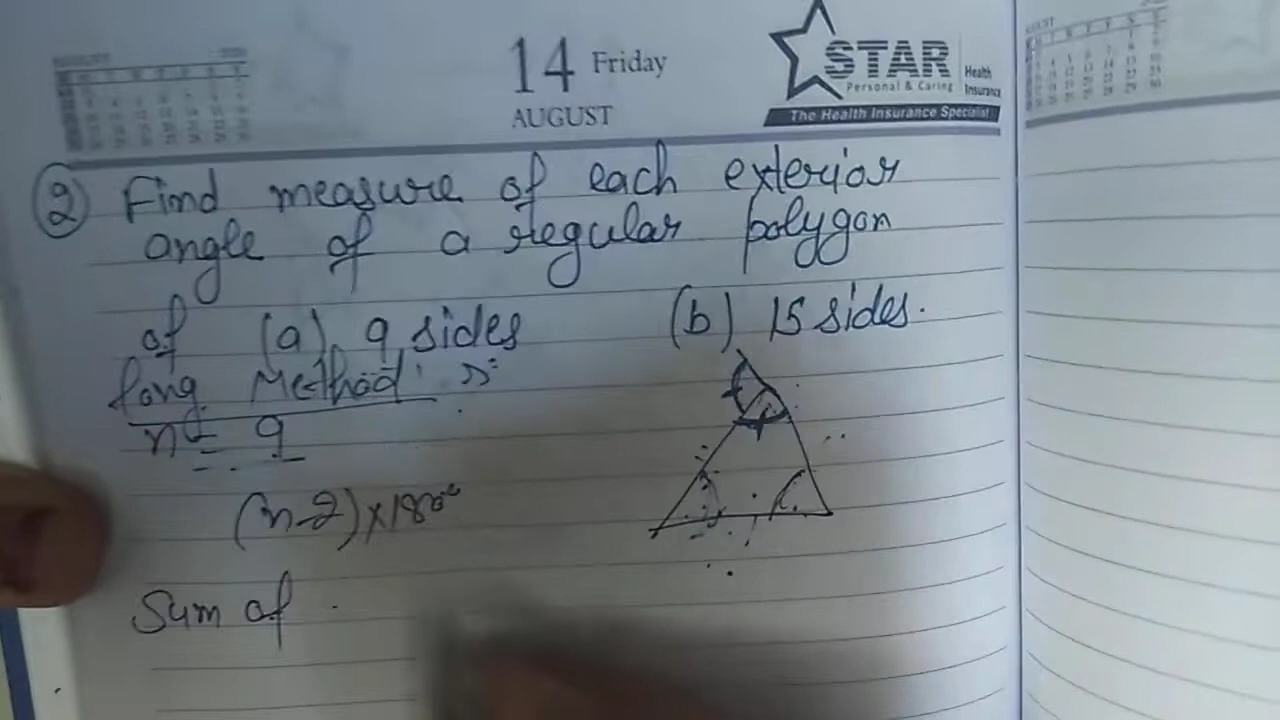 14 Friday
AUGUST
STAR
Health
Insurance
Personal & Caring
The Health Insurance Specialist
AUGUST
② Find measure of each exterior
angle of a regular polygon
of (a) 9 sides (b) 15 sides.
long Method :
n = 9
(n-2)×180°
Sum of